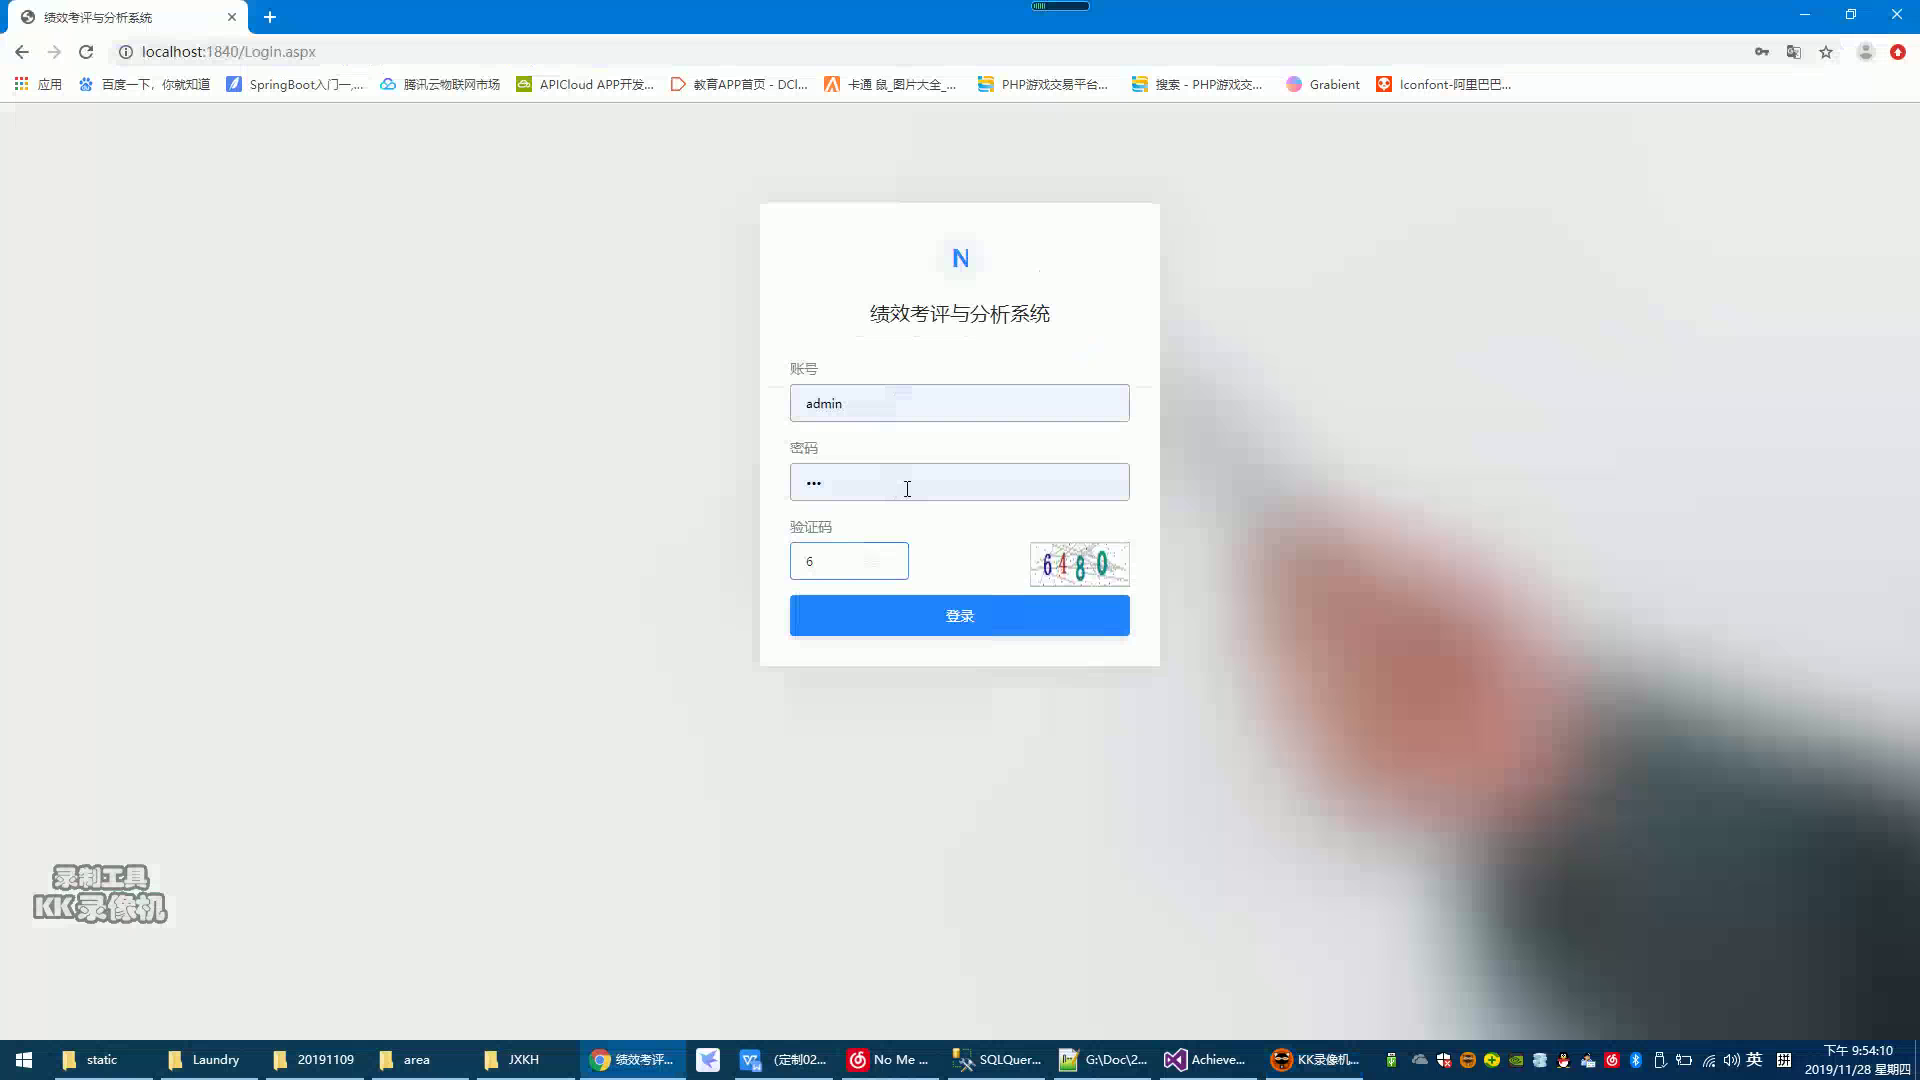 绩效考评与分析系统
localhost:1840/Login.aspx
应用
百度一下，你就知道
SpringBoot入门一,...
腾讯云物联网市场
APICloud APP开发...
教育APP首页 - DCl...
卡通 鼠_图片大全_...
PHP游戏交易平台...
搜索 - PHP游戏交...
Grabient
Iconfont-阿里巴巴...
N
绩效考评与分析系统
账号
admin
密码
•••
验证码
6
6480
登录
录制工具
KK录像机
static
Laundry
20191109
area
JXKH
绩效考评...
(定制02...
No Me ...
SQLQuer...
G:\Doc\2...
Achieve...
KK录像机...
英
拼
下午 9:54:10
2019/11/28 星期四